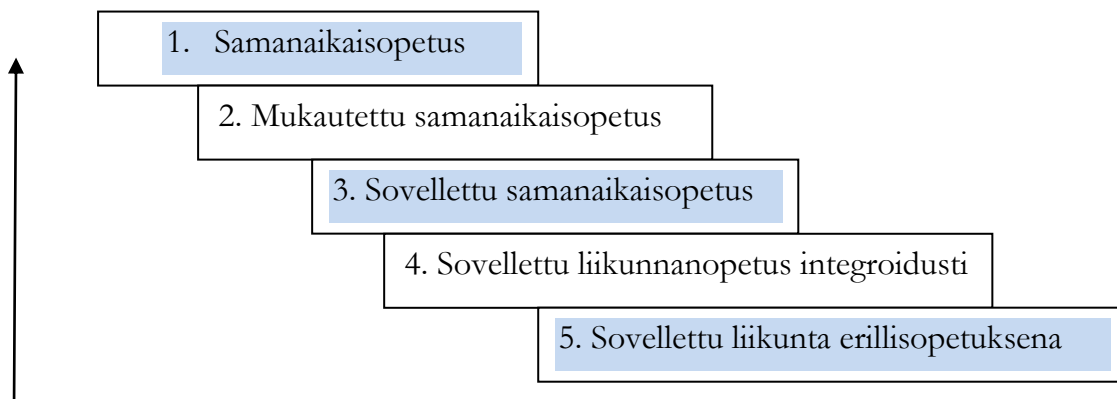 1. Samanaikaisopetus
2. Mukautettu samanaikaisopetus
3. Sovellettu samanaikaisopetus
4. Sovellettu liikunnanopetus integroidusti
5. Sovellettu liikunta erillisopetuksena